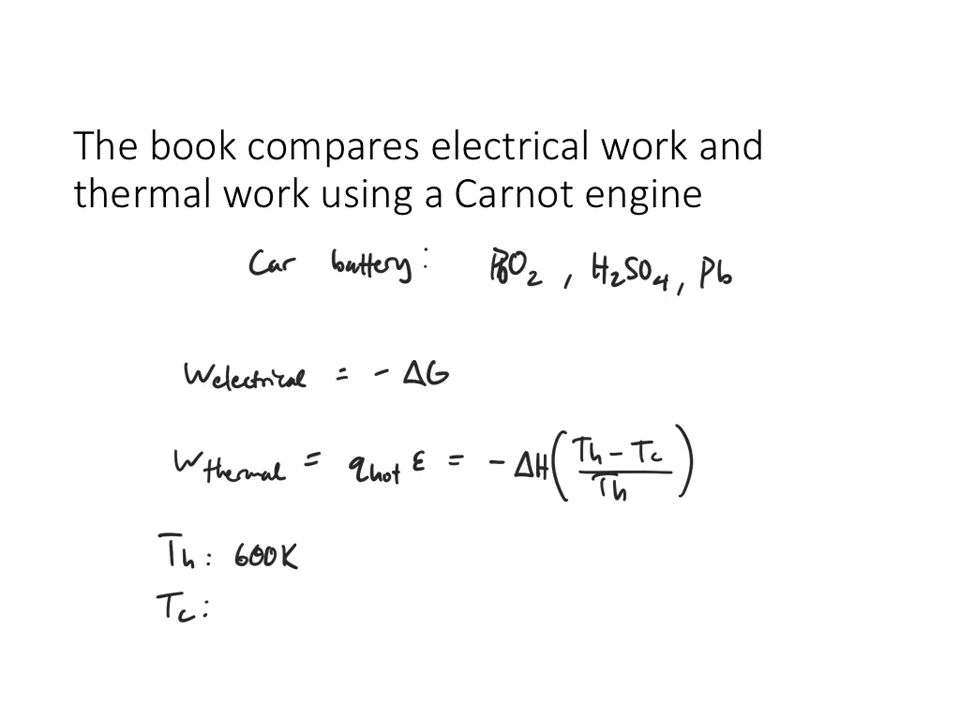 The book compares electrical work and
thermal work using a Carnot engine
Car battery: PbO₂, H₂SO₄, Pb
Welectrical = - ΔG
Wthermal = qhot ε = - ΔH( (Th - Tc) / Th )
Th: 600K
Tc: